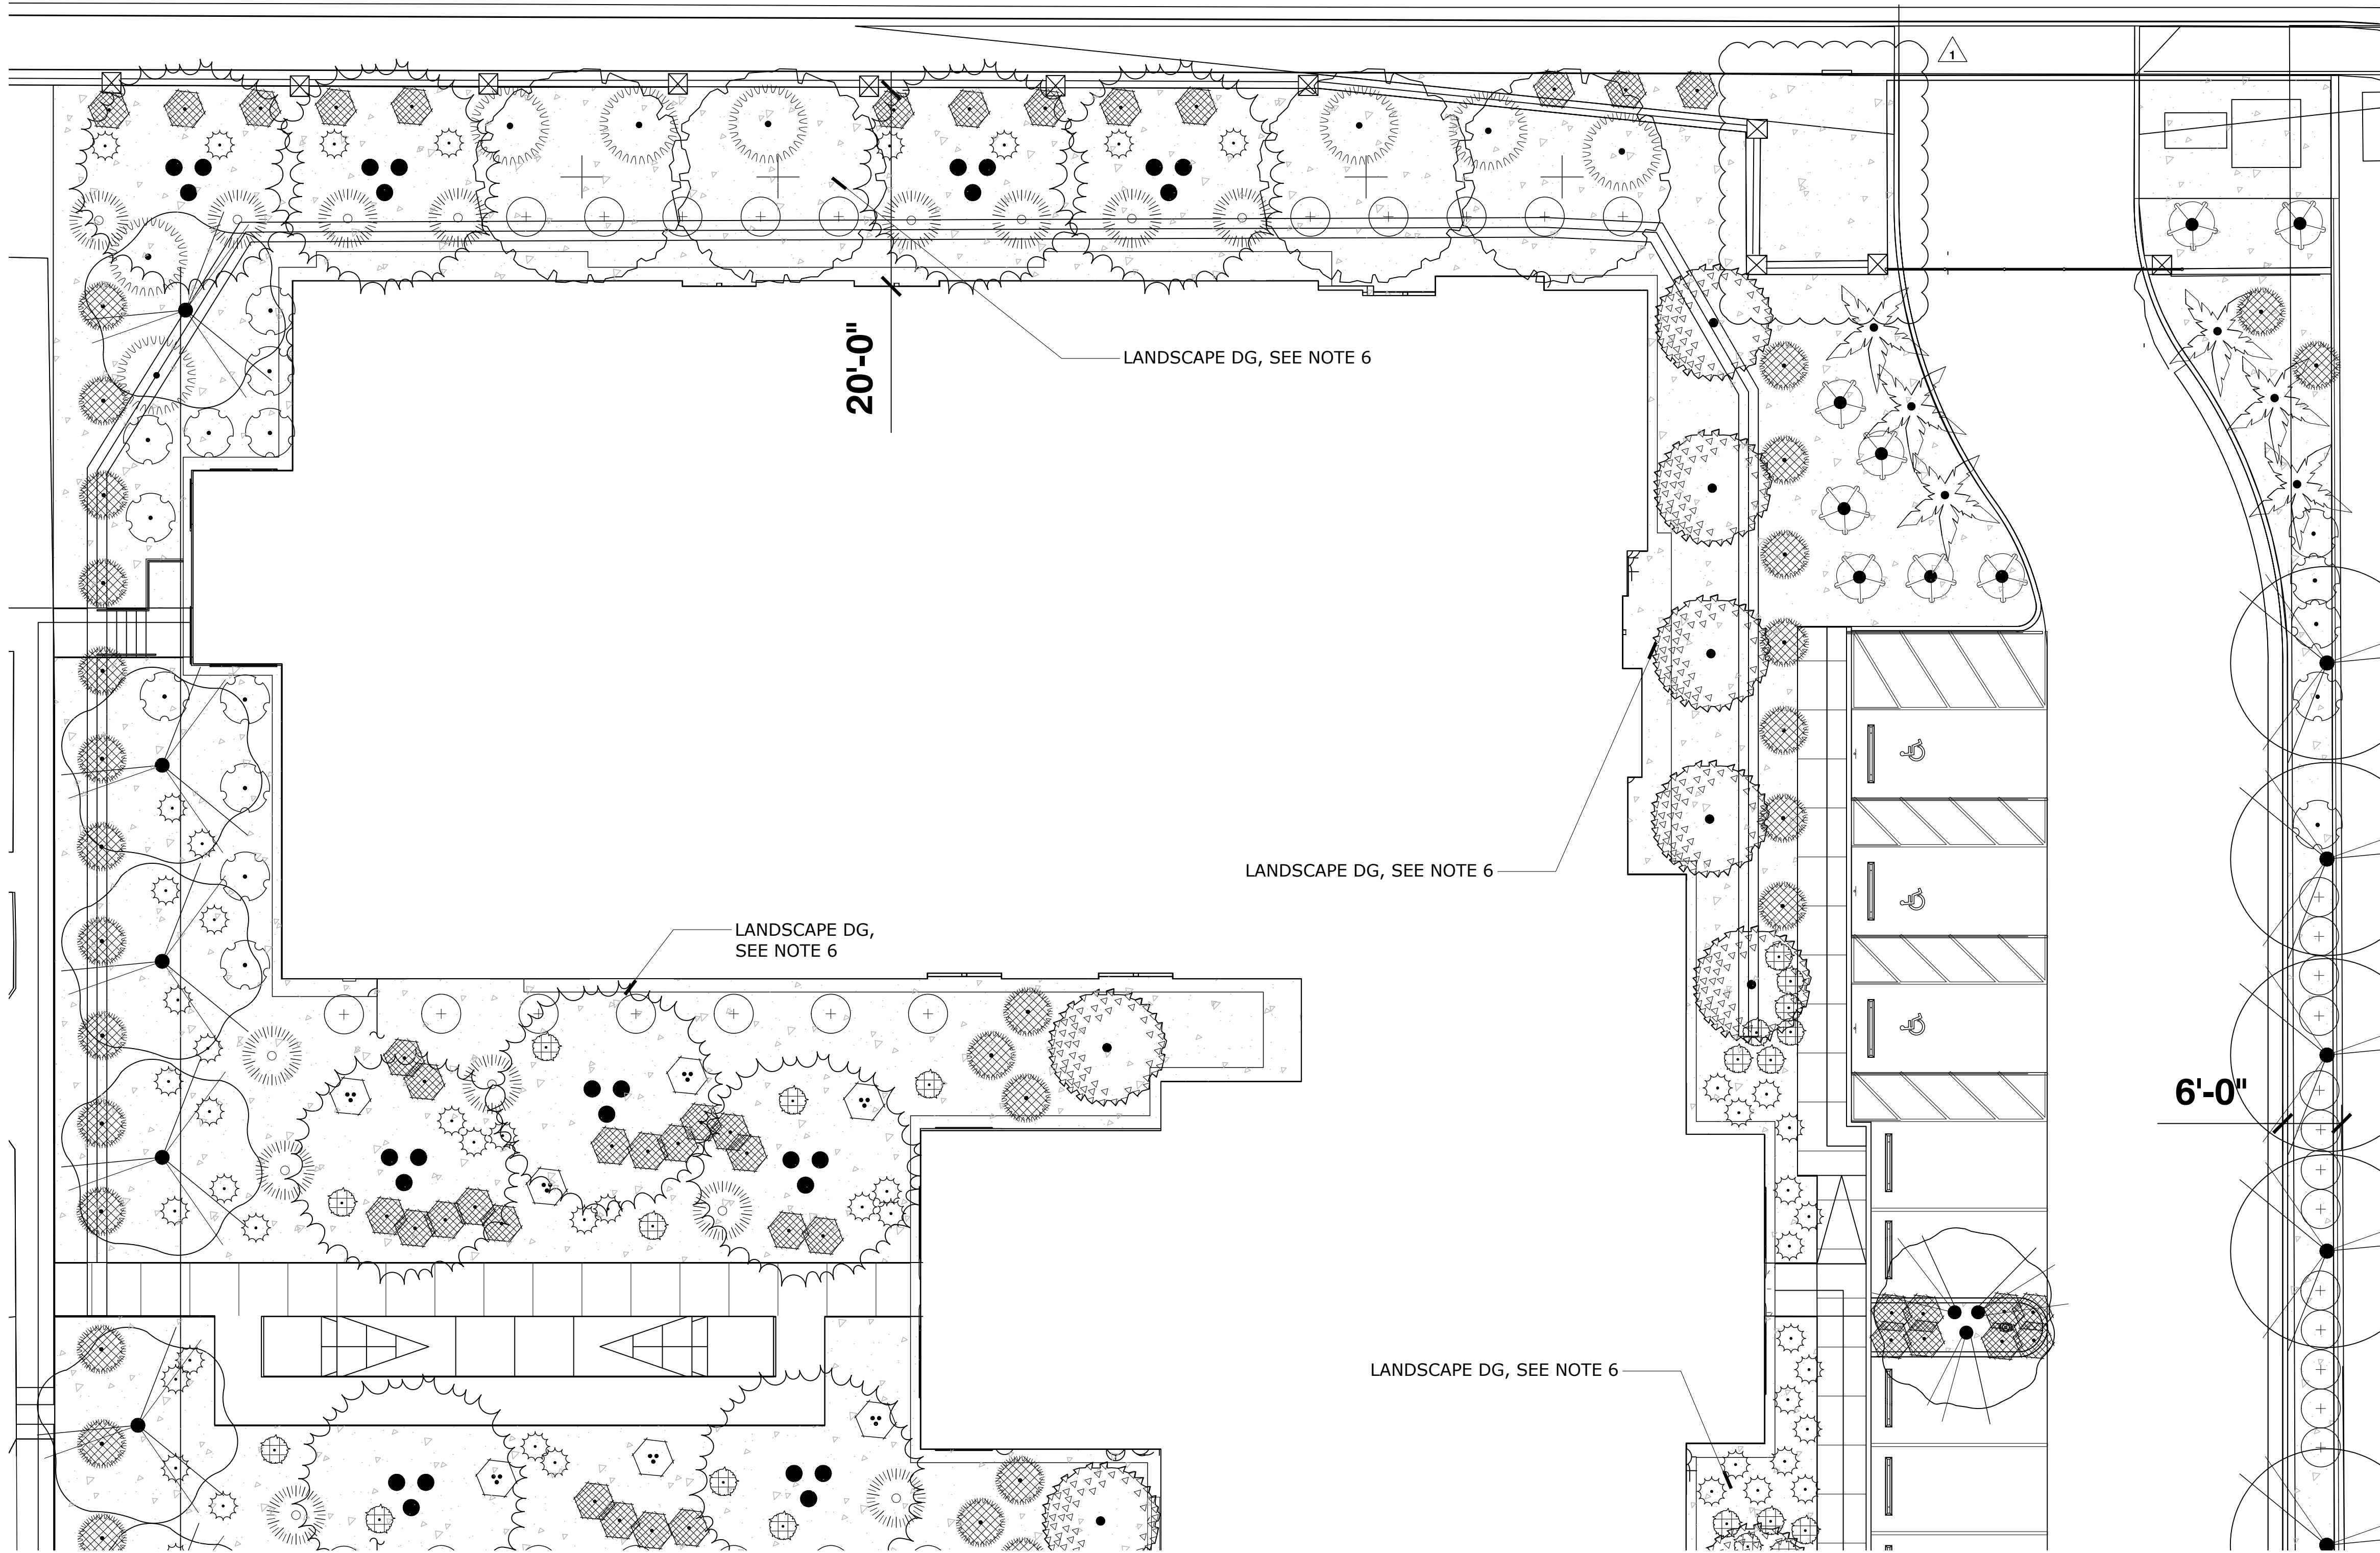 1
20'-0"
LANDSCAPE DG, SEE NOTE 6
LANDSCAPE DG, SEE NOTE 6
LANDSCAPE DG,
SEE NOTE 6
6'-0"
LANDSCAPE DG, SEE NOTE 6